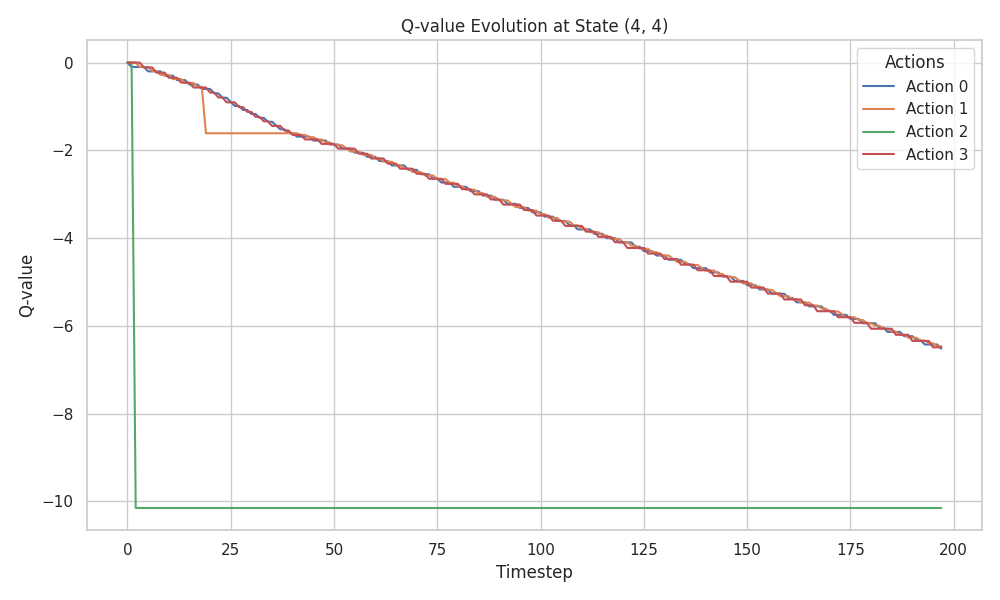 Q-value Evolution at State (4, 4)
Actions
Action 0
Action 1
Action 2
Action 3
Q-value
0
−2
−4
−6
−8
−10
0 25 50 75 100 125 150 175 200
Timestep